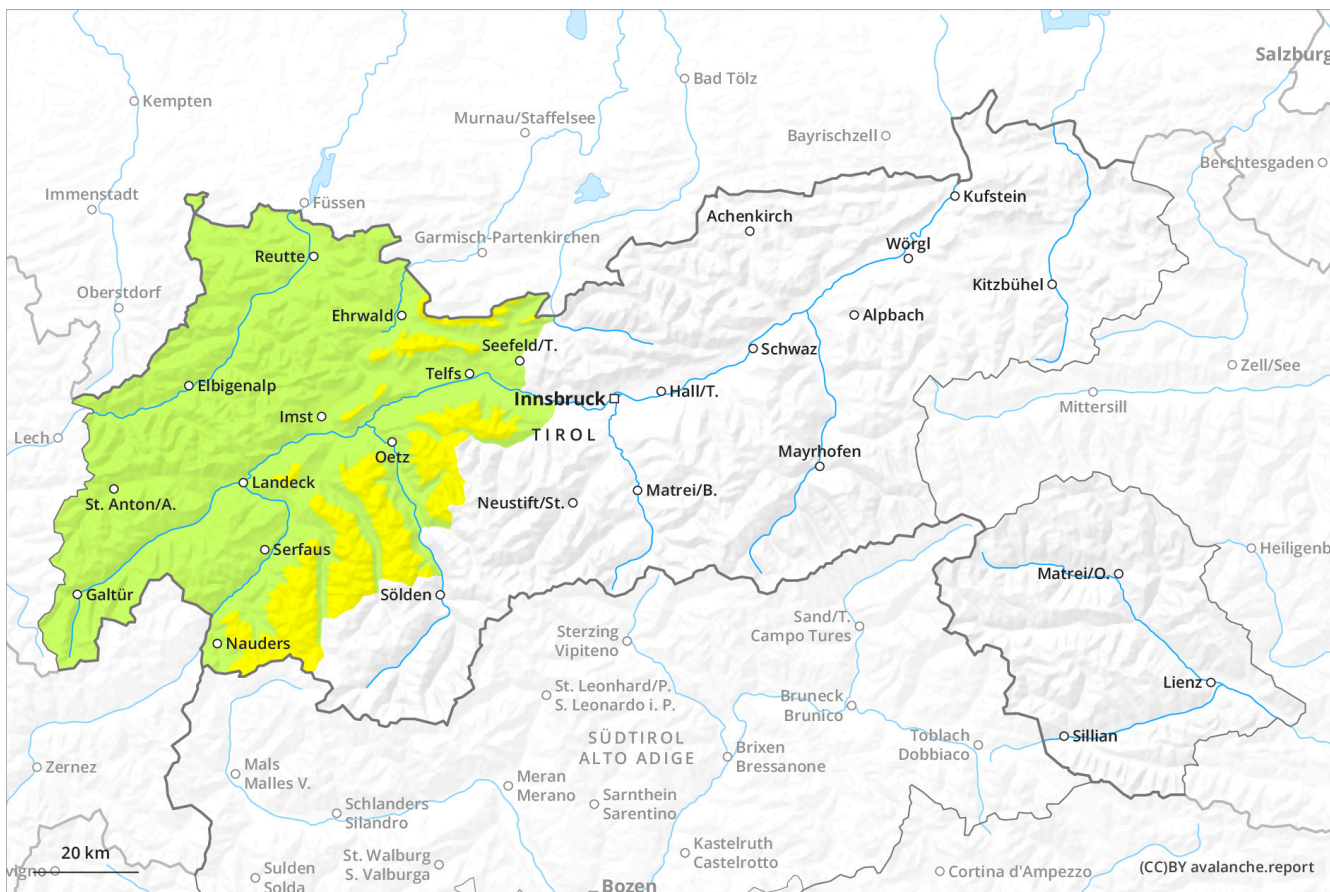 Salzburg
Bad Tölz
Kempten
Murnau/Staffelsee
Bayrischzell
Berchtesgaden
Immenstadt
Füssen
Kufstein
Achenkirch
Garmisch-Partenkirchen
Wörgl
Reutte
Kitzbühel
Oberstdorf
Ehrwald
Alpbach
Seefeld/T.
Schwaz
Zell/See
Telfs
Elbigenalp
Hall/T.
Innsbruck
Mittersill
Imst
TIROL
Lech
Oetz
Mayrhofen
Landeck
St. Anton/A.
Neustift/St.
Matrei/B.
Serfaus
Heiligenb
Matrei/O.
Galtür
Sölden
Sand/T.
Campo Tures
Sterzing
Vipiteno
Nauders
Lienz
St. Leonhard/P.
S. Leonardo i. P.
Bruneck
Brunico
Sillian
SÜDTIROL
ALTO ADIGE
Toblach
Dobbiaco
Brixen
Bressanone
Zernez
Mals
Malles V.
Meran
Merano
Schlanders
Silandro
Sarnthein
Sarentino
20 km
Kastelruth
Castelrotto
St. Walburg
S. Valburga
vigno
Sulden
Solda
Cortina d'Ampezzo
(CC)BY avalanche.report
Bozen